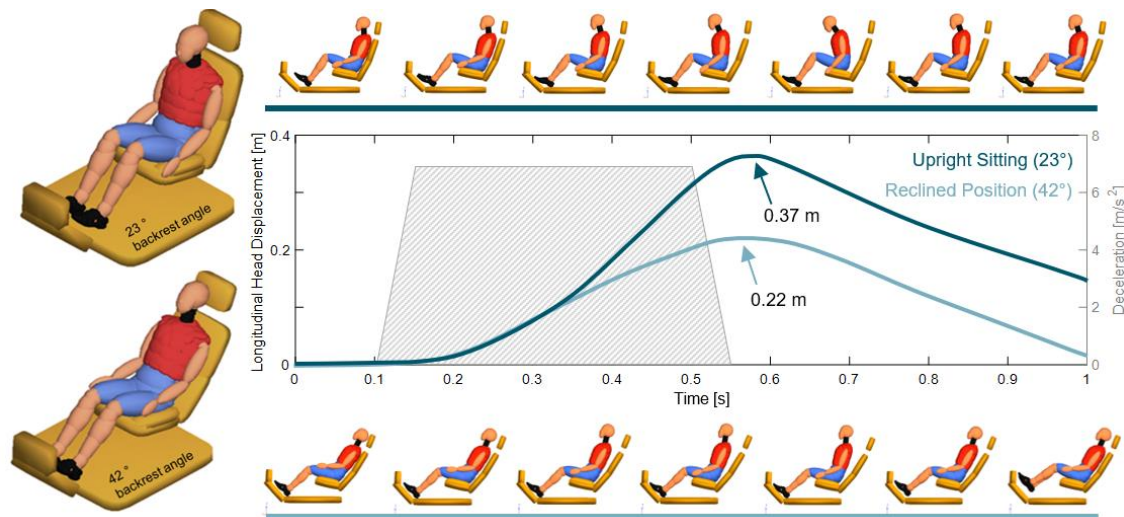 23° backrest angle
42° backrest angle
Longitudinal Head Displacement [m]
0.4
0.2
0
8
6
4
2
0
Deceleration [m/s²]
Upright Sitting (23°)
Reclined Position (42°)
0.37 m
0.22 m
0
0.1
0.2
0.3
0.4
0.5
0.6
0.7
0.8
0.9
1
Time [s]